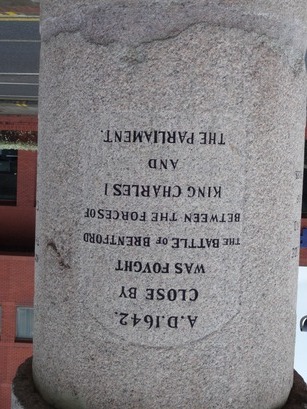 A.D.1642.
CLOSE BY
WAS FOVGHT
THE BATTLE OF BRENTFORD
BETWEEN THE FORCES OF
KING CHARLES I
AND
THE PARLIAMENT.